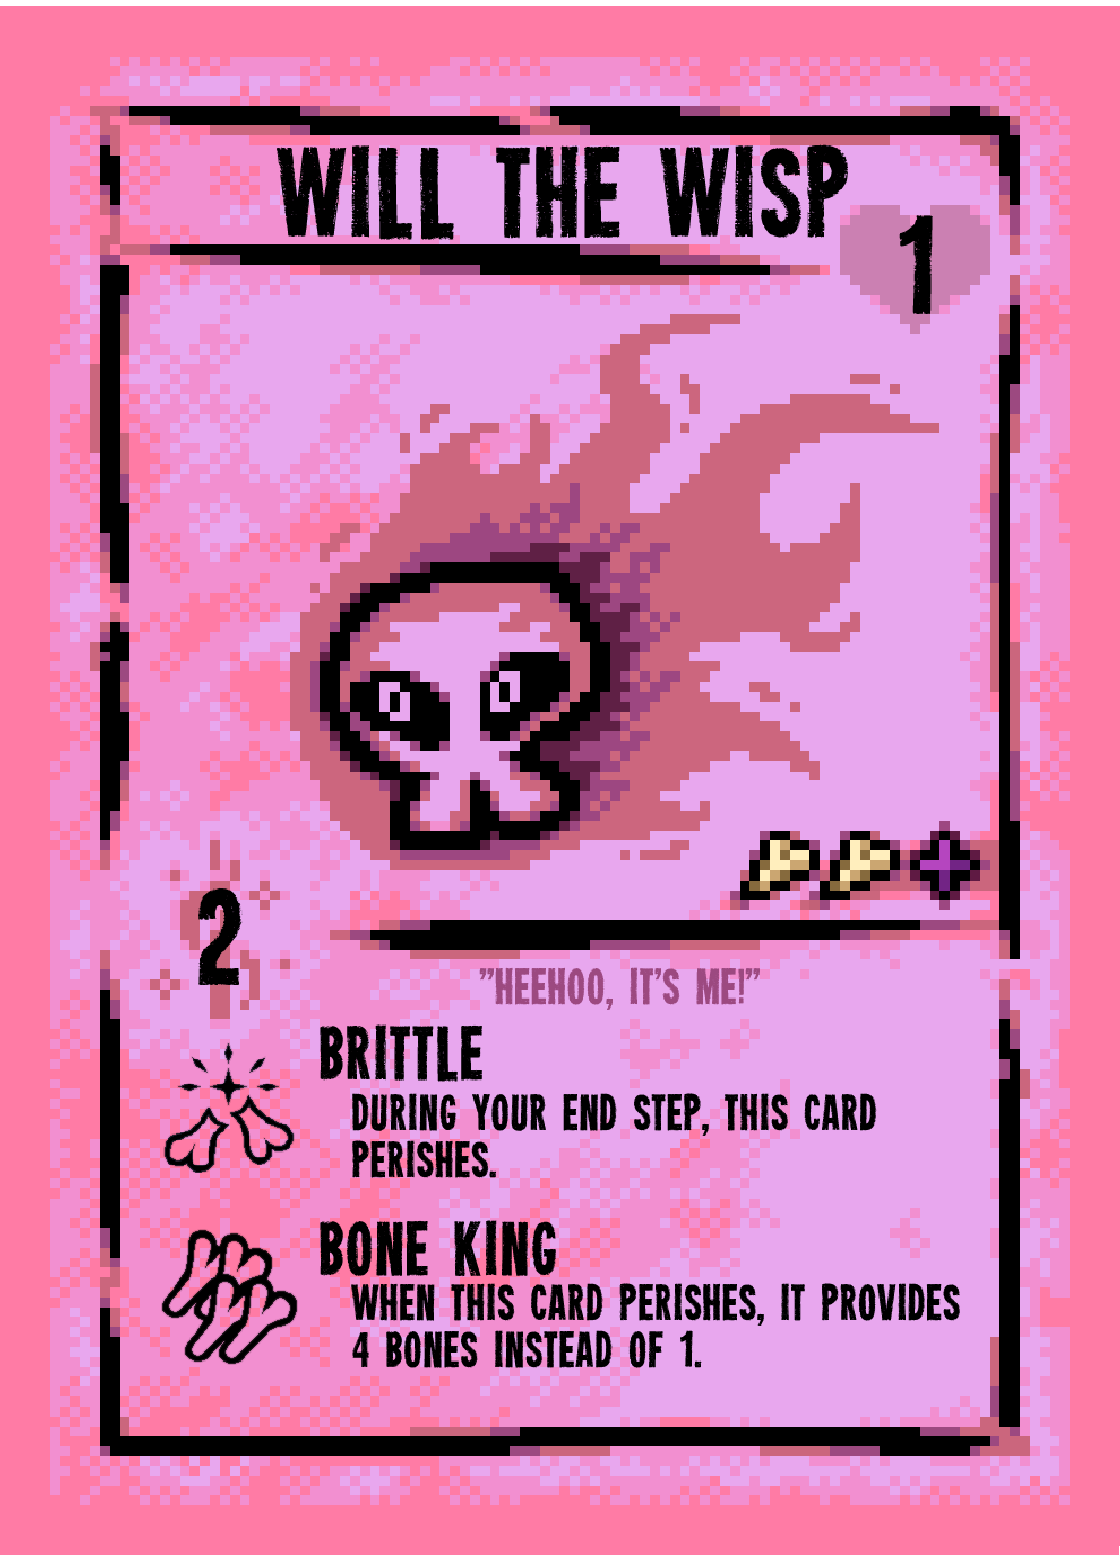 WILL THE WISP
1
2
"HEEHOO, IT'S ME!"
BRITTLE
DURING YOUR END STEP, THIS CARD
PERISHES.
BONE KING
WHEN THIS CARD PERISHES, IT PROVIDES
4 BONES INSTEAD OF 1.